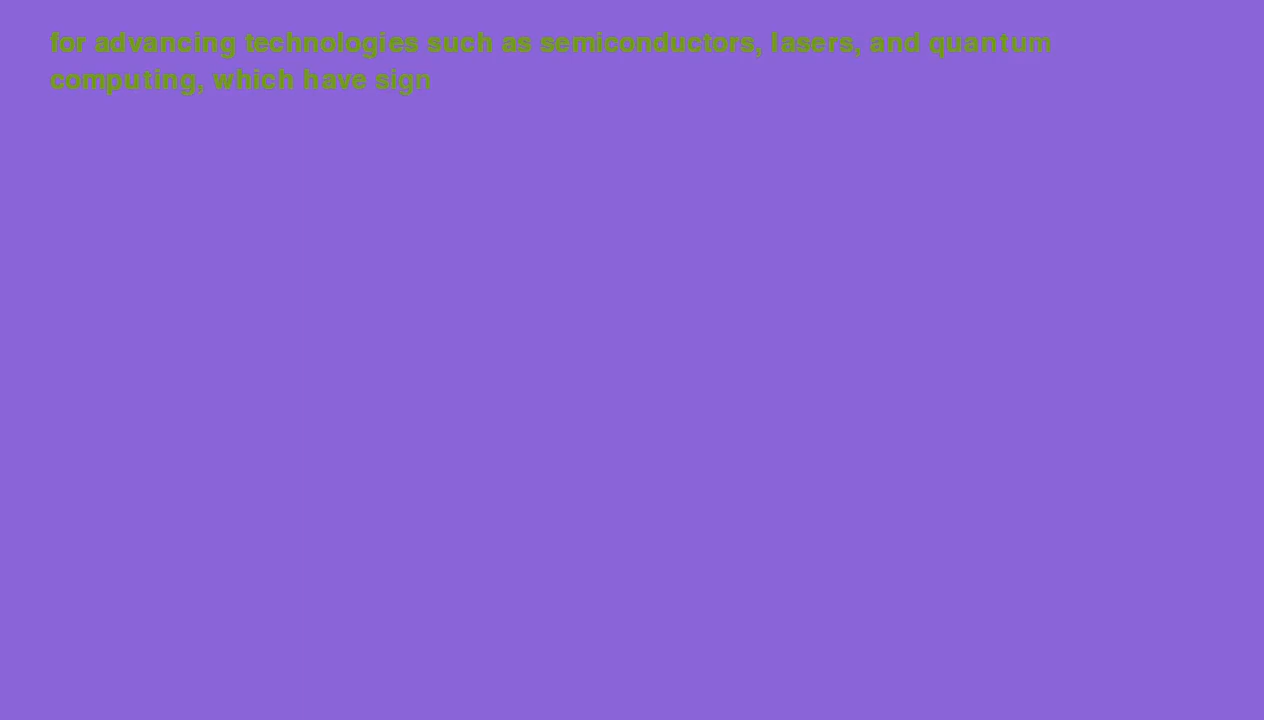 for advancing technologies such as semiconductors, lasers, and quantum
computing, which have sign